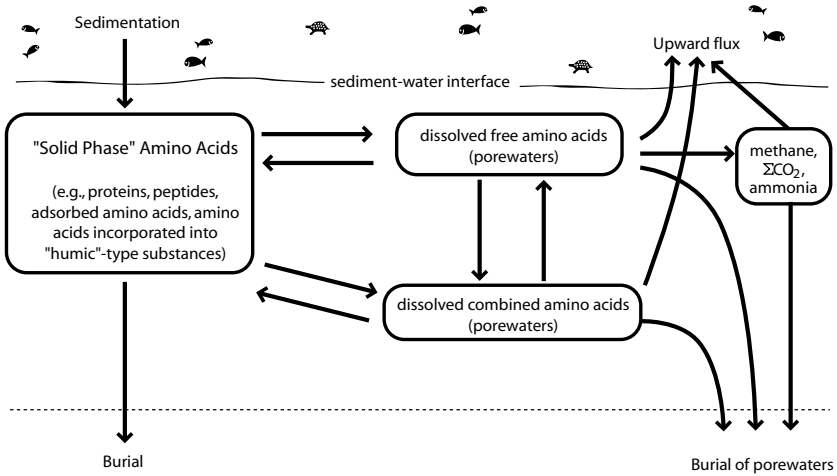 Sedimentation
Upward flux
sediment-water interface
"Solid Phase" Amino Acids
(e.g., proteins, peptides,
adsorbed amino acids, amino
acids incorporated into
"humic"-type substances)
dissolved free amino acids
(porewaters)
methane,
ΣCO₂,
ammonia
dissolved combined amino acids
(porewaters)
Burial
Burial of porewaters